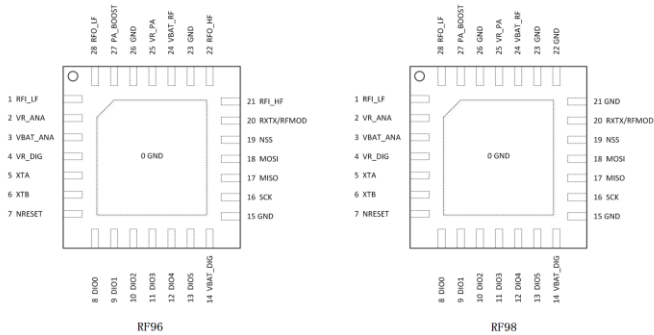 28 RFO_LF
27 PA_BOOST
26 GND
25 VR_PA
24 VBAT_RF
23 GND
22 RFO_HF
1 RFI_LF
2 VR_ANA
3 VBAT_ANA
4 VR_DIG
5 XTA
6 XTB
7 NRESET
0 GND
21 RFI_HF
20 RXTX/RFMOD
19 NSS
18 MOSI
17 MISO
16 SCK
15 GND
8 DIO0
9 DIO1
10 DIO2
11 DIO3
12 DIO4
13 DIO5
14 VBAT_DIG
RF96
28 RFO_LF
27 PA_BOOST
26 GND
25 VR_PA
24 VBAT_RF
23 GND
22 GND
1 RFI_LF
2 VR_ANA
3 VBAT_ANA
4 VR_DIG
5 XTA
6 XTB
7 NRESET
0 GND
21 GND
20 RXTX/RFMOD
19 NSS
18 MOSI
17 MISO
16 SCK
15 GND
8 DIO0
9 DIO1
10 DIO2
11 DIO3
12 DIO4
13 DIO5
14 VBAT_DIG
RF98